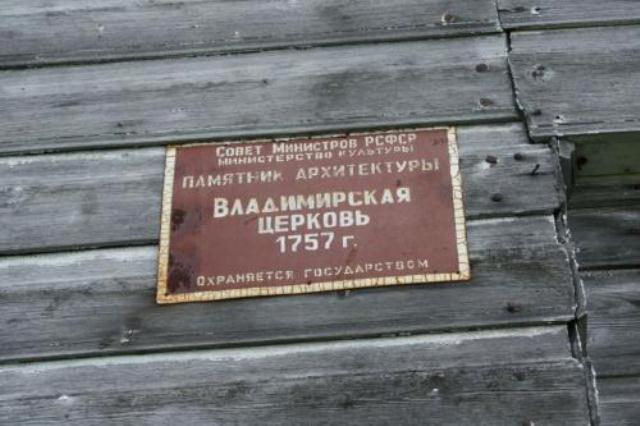 Совет Министров РСФСР
Министерство культуры
Памятник архитектуры
Владимирская
церковь
1757 г.
Охраняется государством